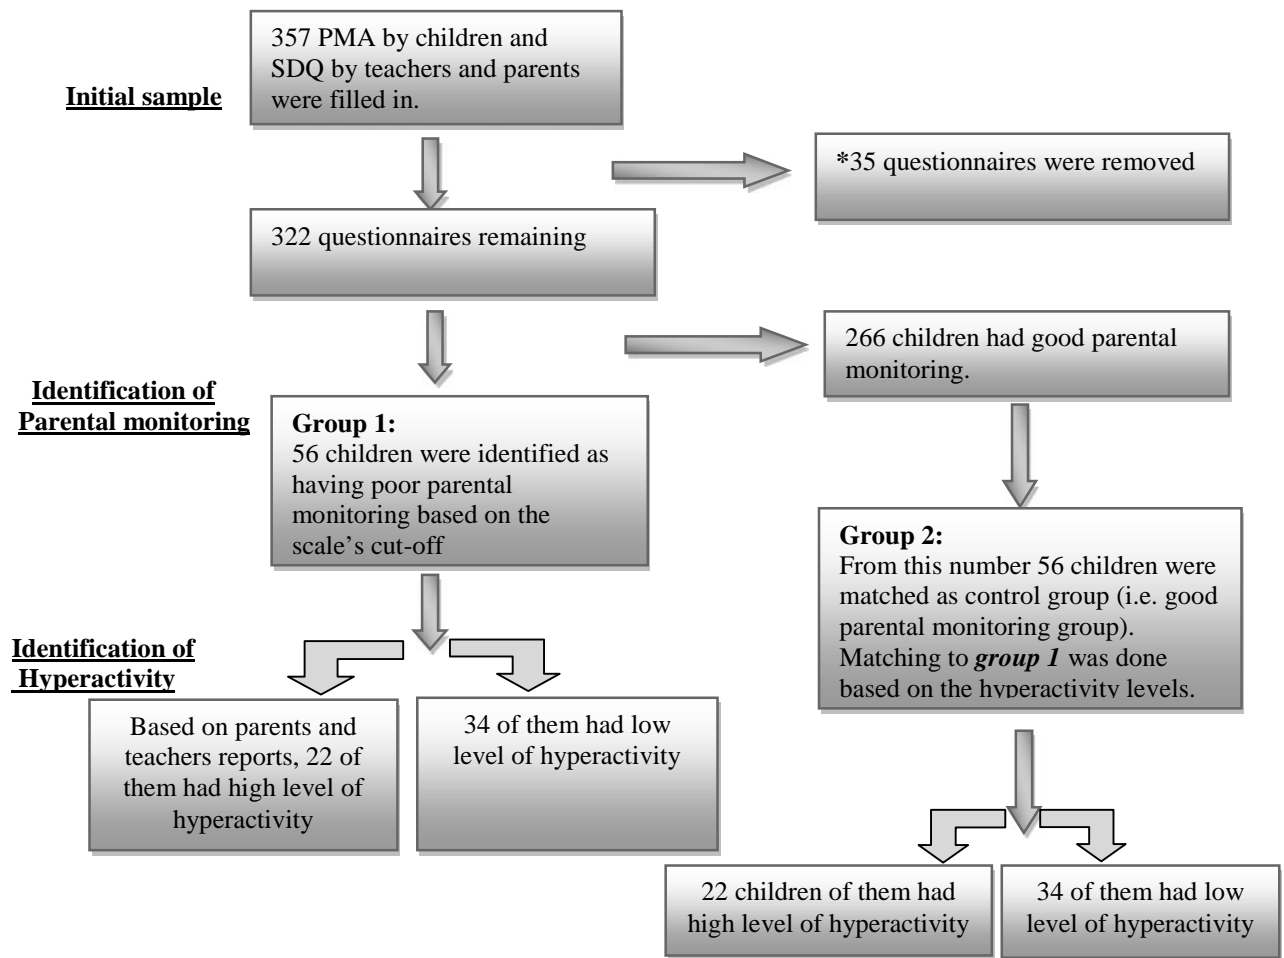 357 PMA by children and
SDQ by teachers and parents
were filled in.
Initial sample
*35 questionnaires were removed
322 questionnaires remaining
266 children had good parental
monitoring.
Identification of
Parental monitoring
Group 1:
56 children were identified as
having poor parental
monitoring based on the
scale’s cut-off
Group 2:
From this number 56 children were
matched as control group (i.e. good
parental monitoring group).
Matching to group 1 was done
based on the hyperactivity levels.
Identification of
Hyperactivity
Based on parents and
teachers reports, 22 of
them had high level of
hyperactivity
34 of them had low
level of hyperactivity
22 children of them had
high level of hyperactivity
34 of them had low
level of hyperactivity